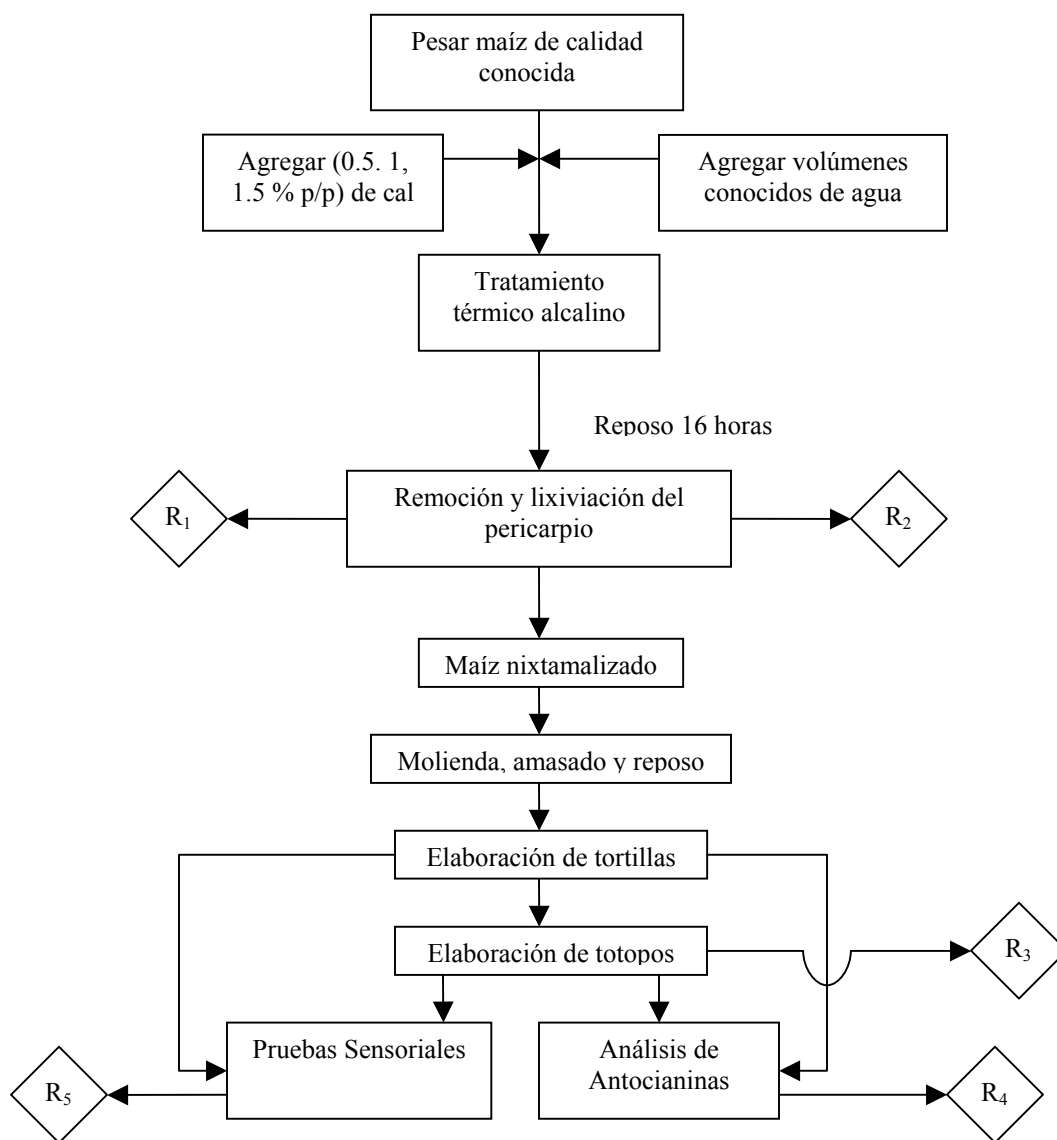 Pesar maíz de calidad
conocida
Agregar (0.5. 1,
1.5 % p/p) de cal
Agregar volúmenes
conocidos de agua
Tratamiento
térmico alcalino
Reposo 16 horas
R₁
Remoción y lixiviación del
pericarpio
R₂
Maíz nixtamalizado
Molienda, amasado y reposo
Elaboración de tortillas
Elaboración de totopos
R₃
Pruebas Sensoriales
Análisis de
Antocianinas
R₅
R₄